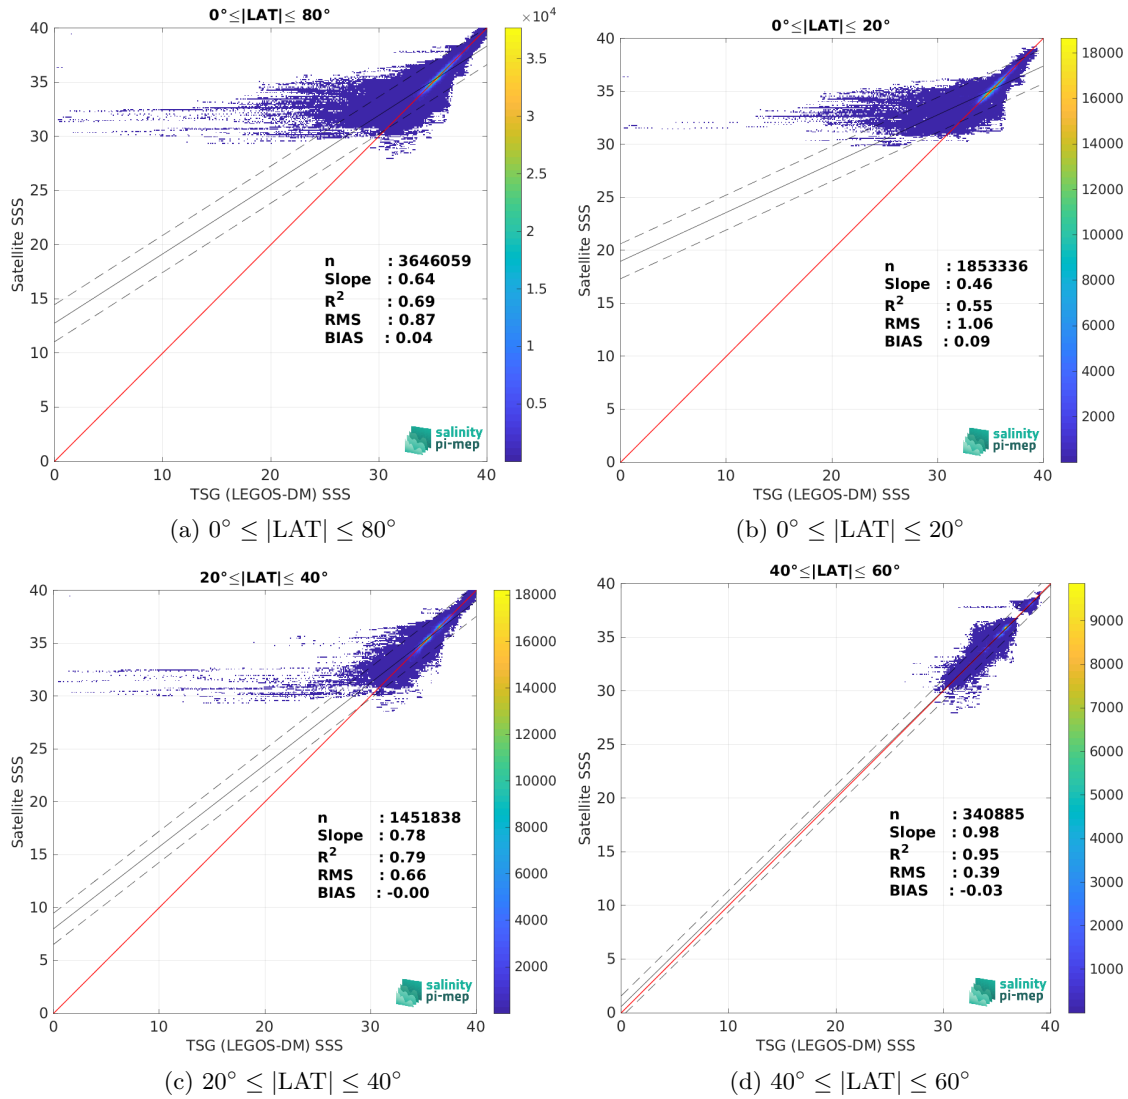 0°≤|LAT|≤ 80°
×10⁴
40
35
30
25
20
15
10
5
0
Satellite SSS
3.5
3
2.5
2
1.5
1
0.5
n : 3646059
Slope : 0.64
R² : 0.69
RMS : 0.87
BIAS : 0.04
salinity
pi-mep
0 10 20 30 40
TSG (LEGOS-DM) SSS
(a) 0° ≤ |LAT| ≤ 80°
0°≤|LAT|≤ 20°
40
35
30
25
20
15
10
5
0
Satellite SSS
18000
16000
14000
12000
10000
8000
6000
4000
2000
n : 1853336
Slope : 0.46
R² : 0.55
RMS : 1.06
BIAS : 0.09
salinity
pi-mep
0 10 20 30 40
TSG (LEGOS-DM) SSS
(b) 0° ≤ |LAT| ≤ 20°
20°≤|LAT|≤ 40°
40
35
30
25
20
15
10
5
0
Satellite SSS
18000
16000
14000
12000
10000
8000
6000
4000
2000
n : 1451838
Slope : 0.78
R² : 0.79
RMS : 0.66
BIAS : -0.00
salinity
pi-mep
0 10 20 30 40
TSG (LEGOS-DM) SSS
(c) 20° ≤ |LAT| ≤ 40°
40°≤|LAT|≤ 60°
40
35
30
25
20
15
10
5
0
Satellite SSS
9000
8000
7000
6000
5000
4000
3000
2000
1000
n : 340885
Slope : 0.98
R² : 0.95
RMS : 0.39
BIAS : -0.03
salinity
pi-mep
0 10 20 30 40
TSG (LEGOS-DM) SSS
(d) 40° ≤ |LAT| ≤ 60°